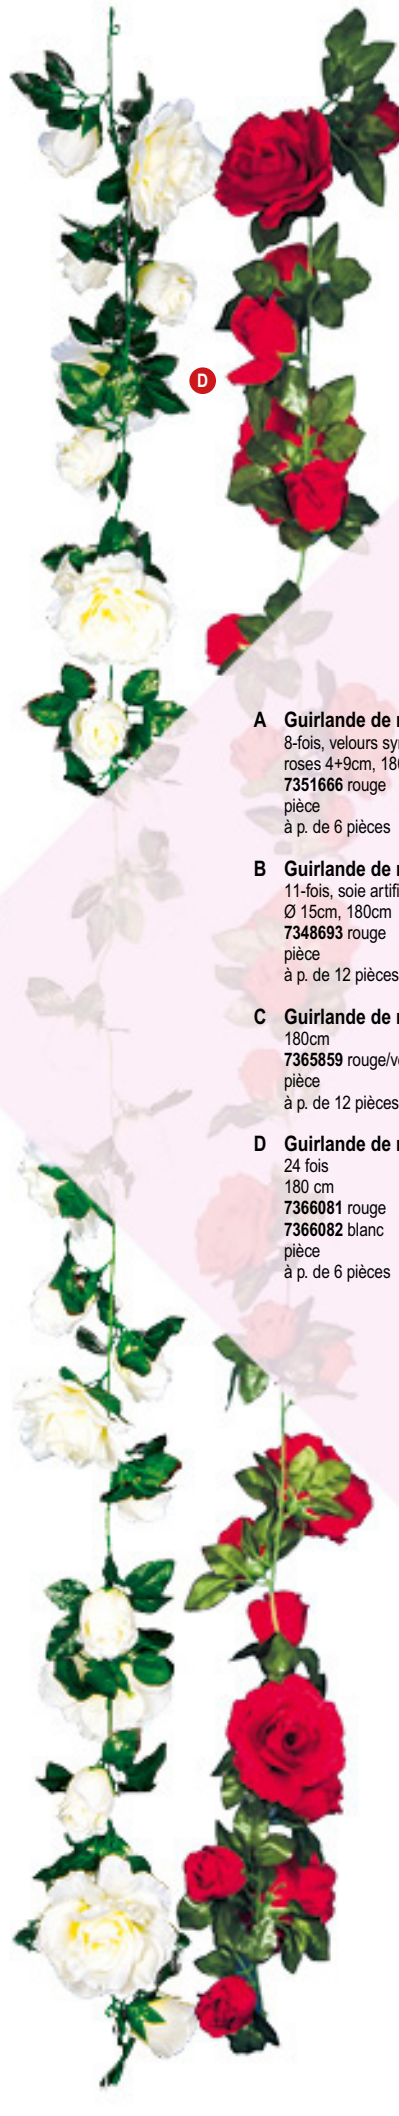 D
A Guirlande de
8-fois, velours
roses 4+9cm,
7351666 rouge
pièce
à p. de 6 pièces
B Guirlande de
11-fois, soie
Ø 15cm, 180cm
7348693 rouge
pièce
à p. de 12 pièces
C Guirlande de
180cm
7365859
pièce
à p. de 12 pièces
D Guirlande de
24 fois
180 cm
7366081 rouge
7366082 blanc
pièce
à p. de 6 pièces